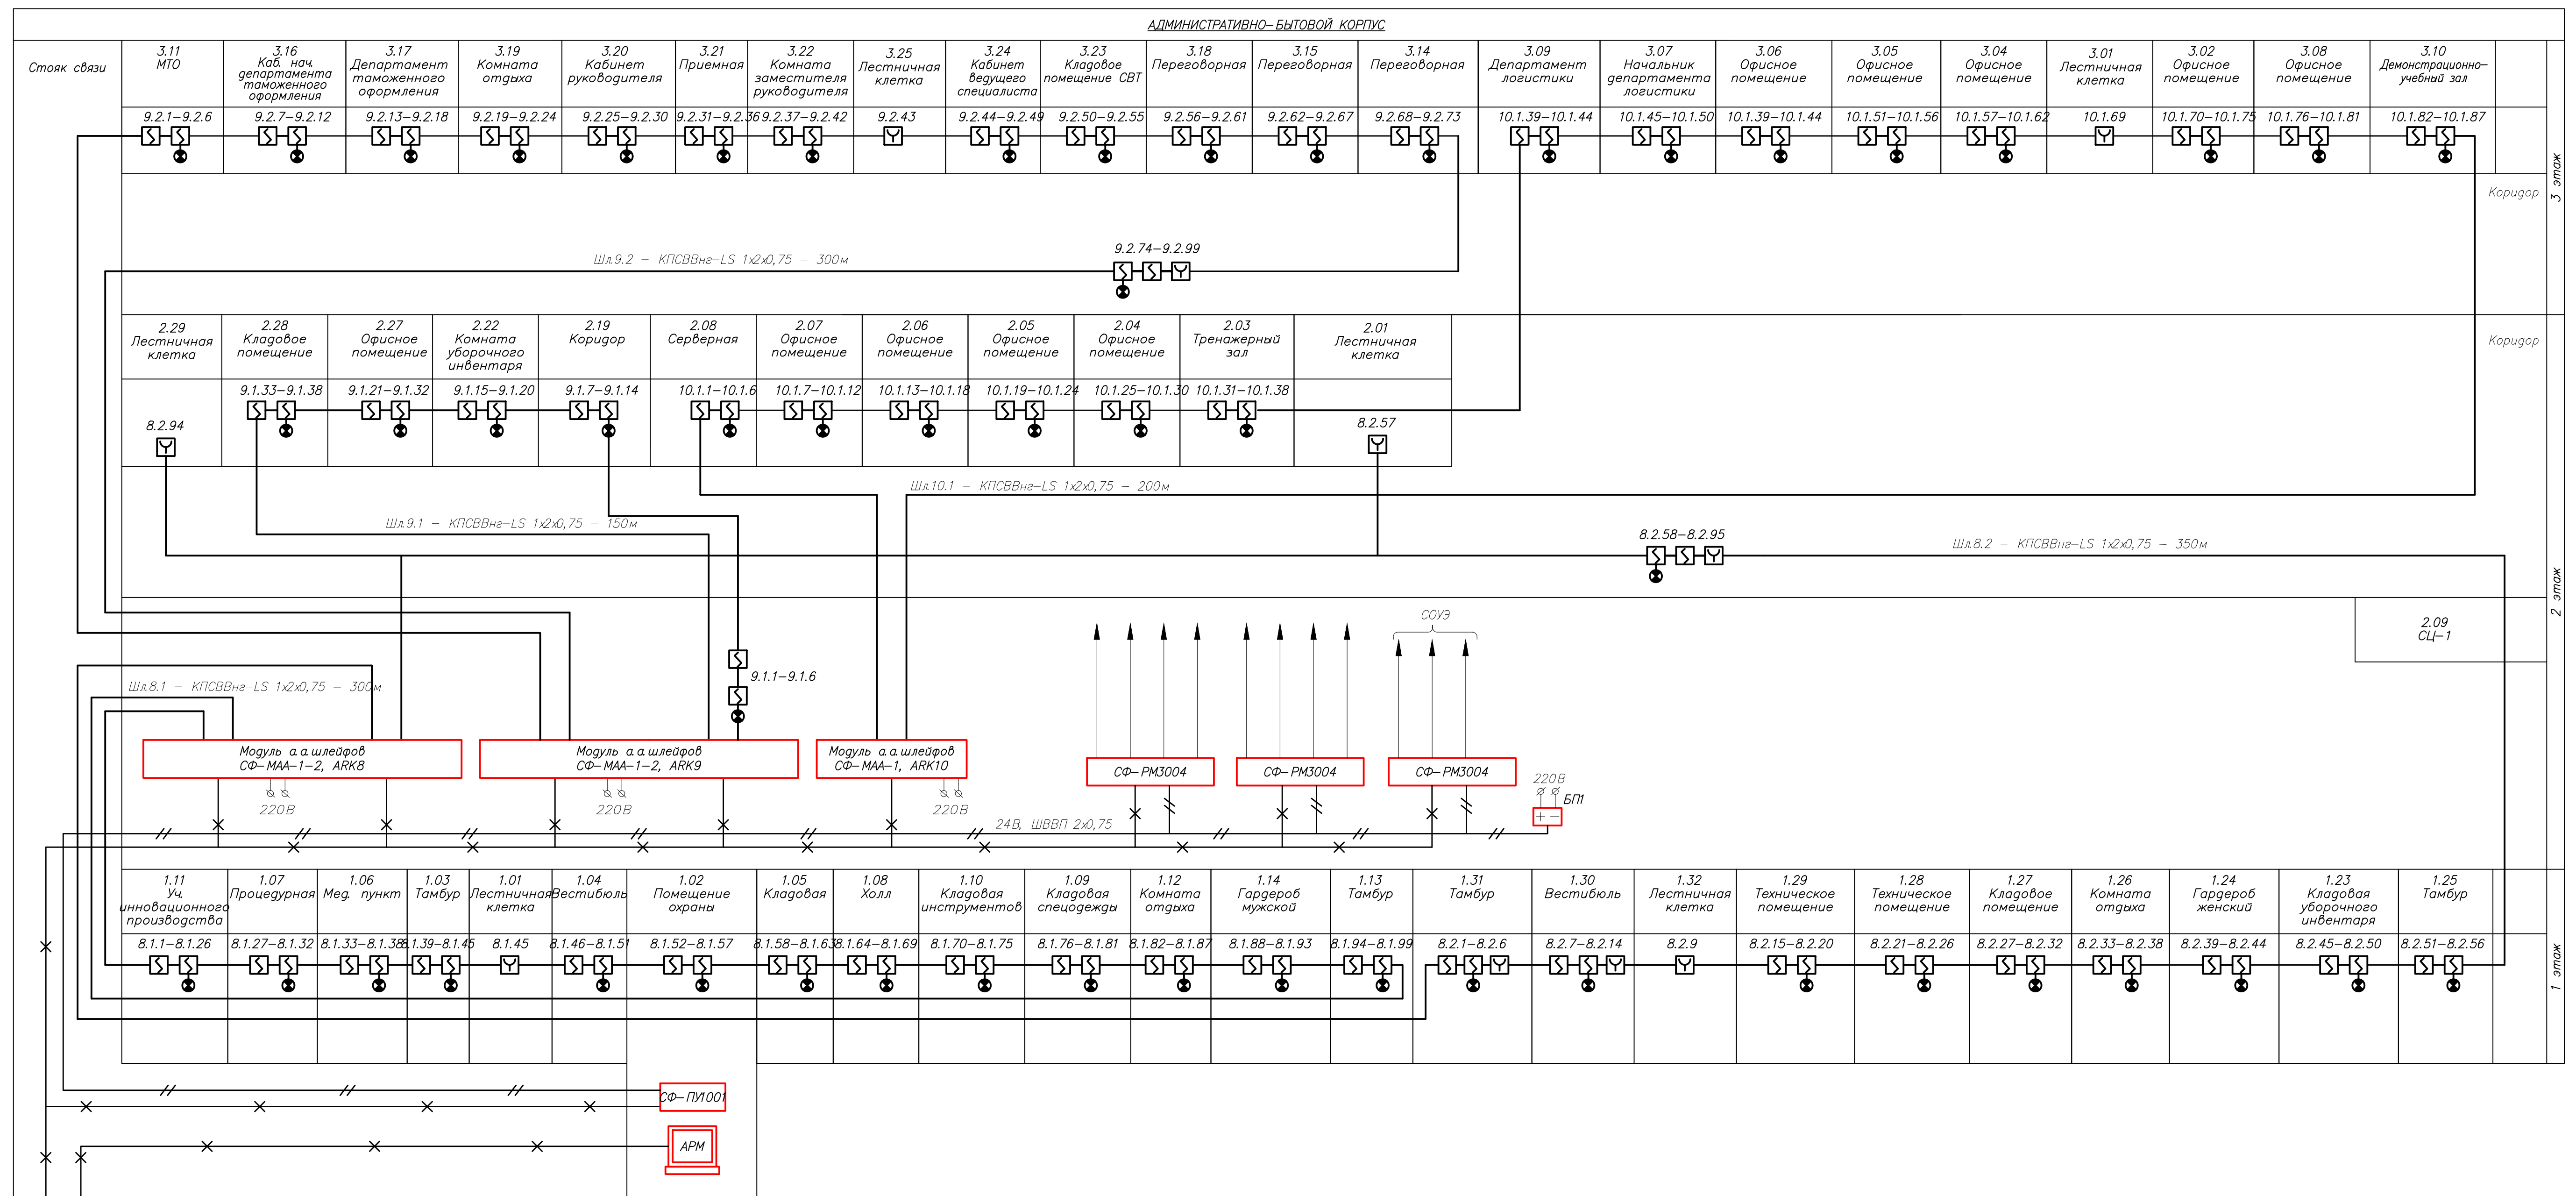 АДМИНИСТРАТИВНО-БЫТОВОЙ КОРПУС
Стояк связи
3.11
МТО
3.16
Каб. нач.
департамента
таможенного
оформления
3.17
Департамент
таможенного
оформления
3.19
Комната
отдыха
3.20
Кабинет
руководителя
3.21
Приемная
3.22
Комната
заместителя
руководителя
3.25
Лестничная
клетка
3.24
Кабинет
ведущего
специалиста
3.23
Кладовое
помещение СВТ
3.18
Переговорная
3.15
Переговорная
3.14
Переговорная
3.09
Департамент
логистики
3.07
Начальник
департамента
логистики
3.06
Офисное
помещение
3.05
Офисное
помещение
3.04
Офисное
помещение
3.01
Лестничная
клетка
3.02
Офисное
помещение
3.08
Офисное
помещение
3.10
Демонстрационно-
учебный зал
9.2.1-9.2.6
9.2.7-9.2.12
9.2.13-9.2.18
9.2.19-9.2.24
9.2.25-9.2.30
9.2.31-9.2.36
9.2.37-9.2.42
9.2.43
9.2.44-9.2.49
9.2.50-9.2.55
9.2.56-9.2.61
9.2.62-9.2.67
9.2.68-9.2.73
10.1.39-10.1.44
10.1.45-10.1.50
10.1.39-10.1.44
10.1.51-10.1.56
10.1.57-10.1.62
10.1.69
10.1.70-10.1.75
10.1.76-10.1.81
10.1.82-10.1.87
3 этаж
Коридор
9.2.74-9.2.99
Шл.9.2 - КПСВВнг-LS 1x2x0,75 - 300м
2.29
Лестничная
клетка
2.28
Кладовое
помещение
2.27
Офисное
помещение
2.22
Комната
уборочного
инвентаря
2.19
Коридор
2.08
Серверная
2.07
Офисное
помещение
2.06
Офисное
помещение
2.05
Офисное
помещение
2.04
Офисное
помещение
2.03
Тренажерный
зал
2.01
Лестничная
клетка
Коридор
9.1.33-9.1.38
9.1.21-9.1.32
9.1.15-9.1.20
9.1.7-9.1.14
10.1.1-10.1.6
10.1.7-10.1.12
10.1.13-10.1.18
10.1.19-10.1.24
10.1.25-10.1.30
10.1.31-10.1.38
8.2.94
8.2.57
Шл.10.1 - КПСВВнг-LS 1x2x0,75 - 200м
Шл.9.1 - КПСВВнг-LS 1x2x0,75 - 150м
8.2.58-8.2.95
Шл.8.2 - КПСВВнг-LS 1x2x0,75 - 350м
2 этаж
СОУЭ
2.09
СЦ-1
9.1.1-9.1.6
Шл.8.1 - КПСВВнг-LS 1x2x0,75 - 300м
Модуль а.а.шлейфов
СФ-МАА-1-2, ARK8
Модуль а.а.шлейфов
СФ-МАА-1-2, ARK9
Модуль а.а.шлейфов
СФ-МАА-1, ARK10
СФ-РМ3004
СФ-РМ3004
СФ-РМ3004
220В
БП1
+ -
220В
220В
220В
24В, ШВВП 2x0,75
1.11
Уч.
инновационного
производства
1.07
Процедурная
1.06
Мед. пункт
1.03
Тамбур
1.01
Лестничная
клетка
1.04
Вестибюль
1.02
Помещение
охраны
1.05
Кладовая
1.08
Холл
1.10
Кладовая
инструментов
1.09
Кладовая
спецодежды
1.12
Комната
отдыха
1.14
Гардероб
мужской
1.13
Тамбур
1.31
Тамбур
1.30
Вестибюль
1.32
Лестничная
клетка
1.29
Техническое
помещение
1.28
Техническое
помещение
1.27
Кладовое
помещение
1.26
Комната
отдыха
1.24
Гардероб
женский
1.23
Кладовая
уборочного
инвентаря
1.25
Тамбур
8.1.1-8.1.26
8.1.27-8.1.32
8.1.33-8.1.38
8.1.39-8.1.45
8.1.45
8.1.46-8.1.51
8.1.52-8.1.57
8.1.58-8.1.63
8.1.64-8.1.69
8.1.70-8.1.75
8.1.76-8.1.81
8.1.82-8.1.87
8.1.88-8.1.93
8.1.94-8.1.99
8.2.1-8.2.6
8.2.7-8.2.14
8.2.9
8.2.15-8.2.20
8.2.21-8.2.26
8.2.27-8.2.32
8.2.33-8.2.38
8.2.39-8.2.44
8.2.45-8.2.50
8.2.51-8.2.56
1 этаж
СФ-ПУ1001
АРМ